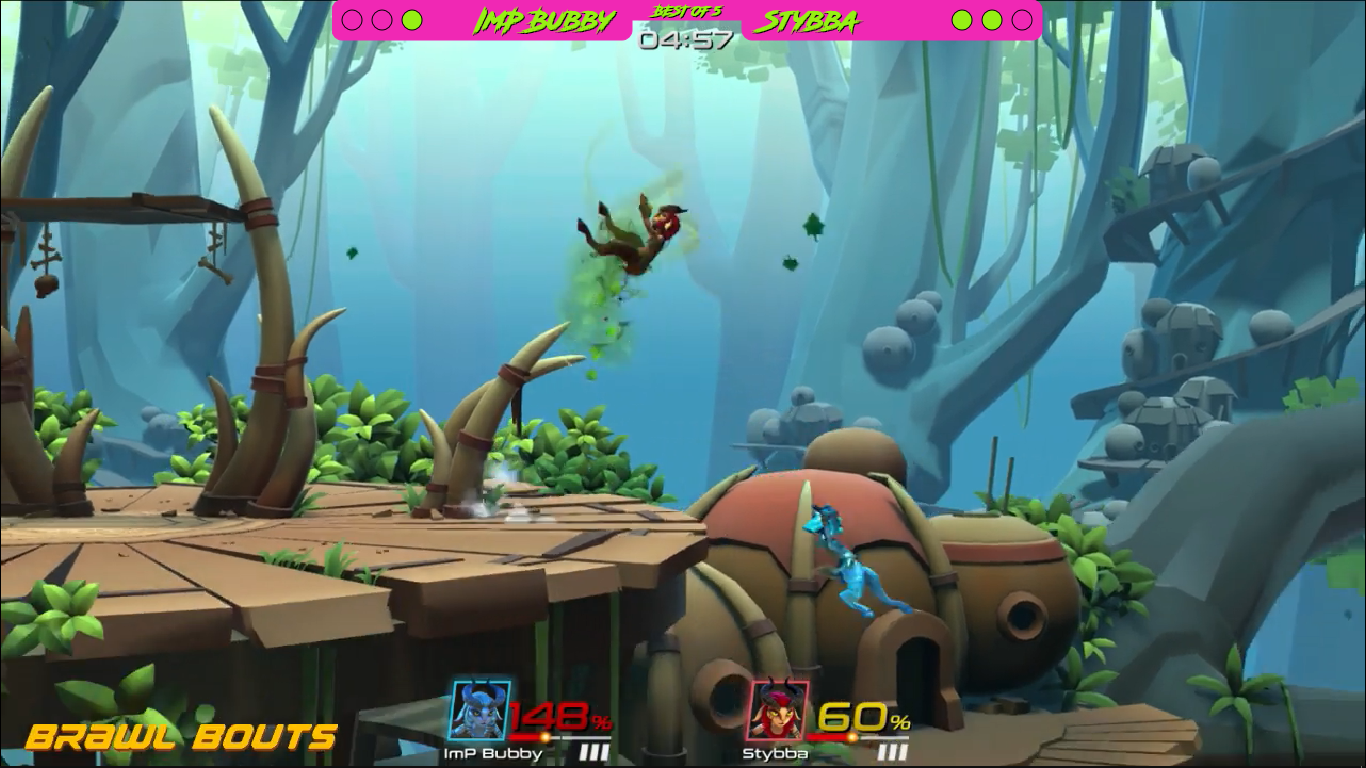 IMP BUBBY
BEST OF 5
STYBBA
04:57
148%
ImP Bubby
60%
Stybba
BRAWL BOUTS